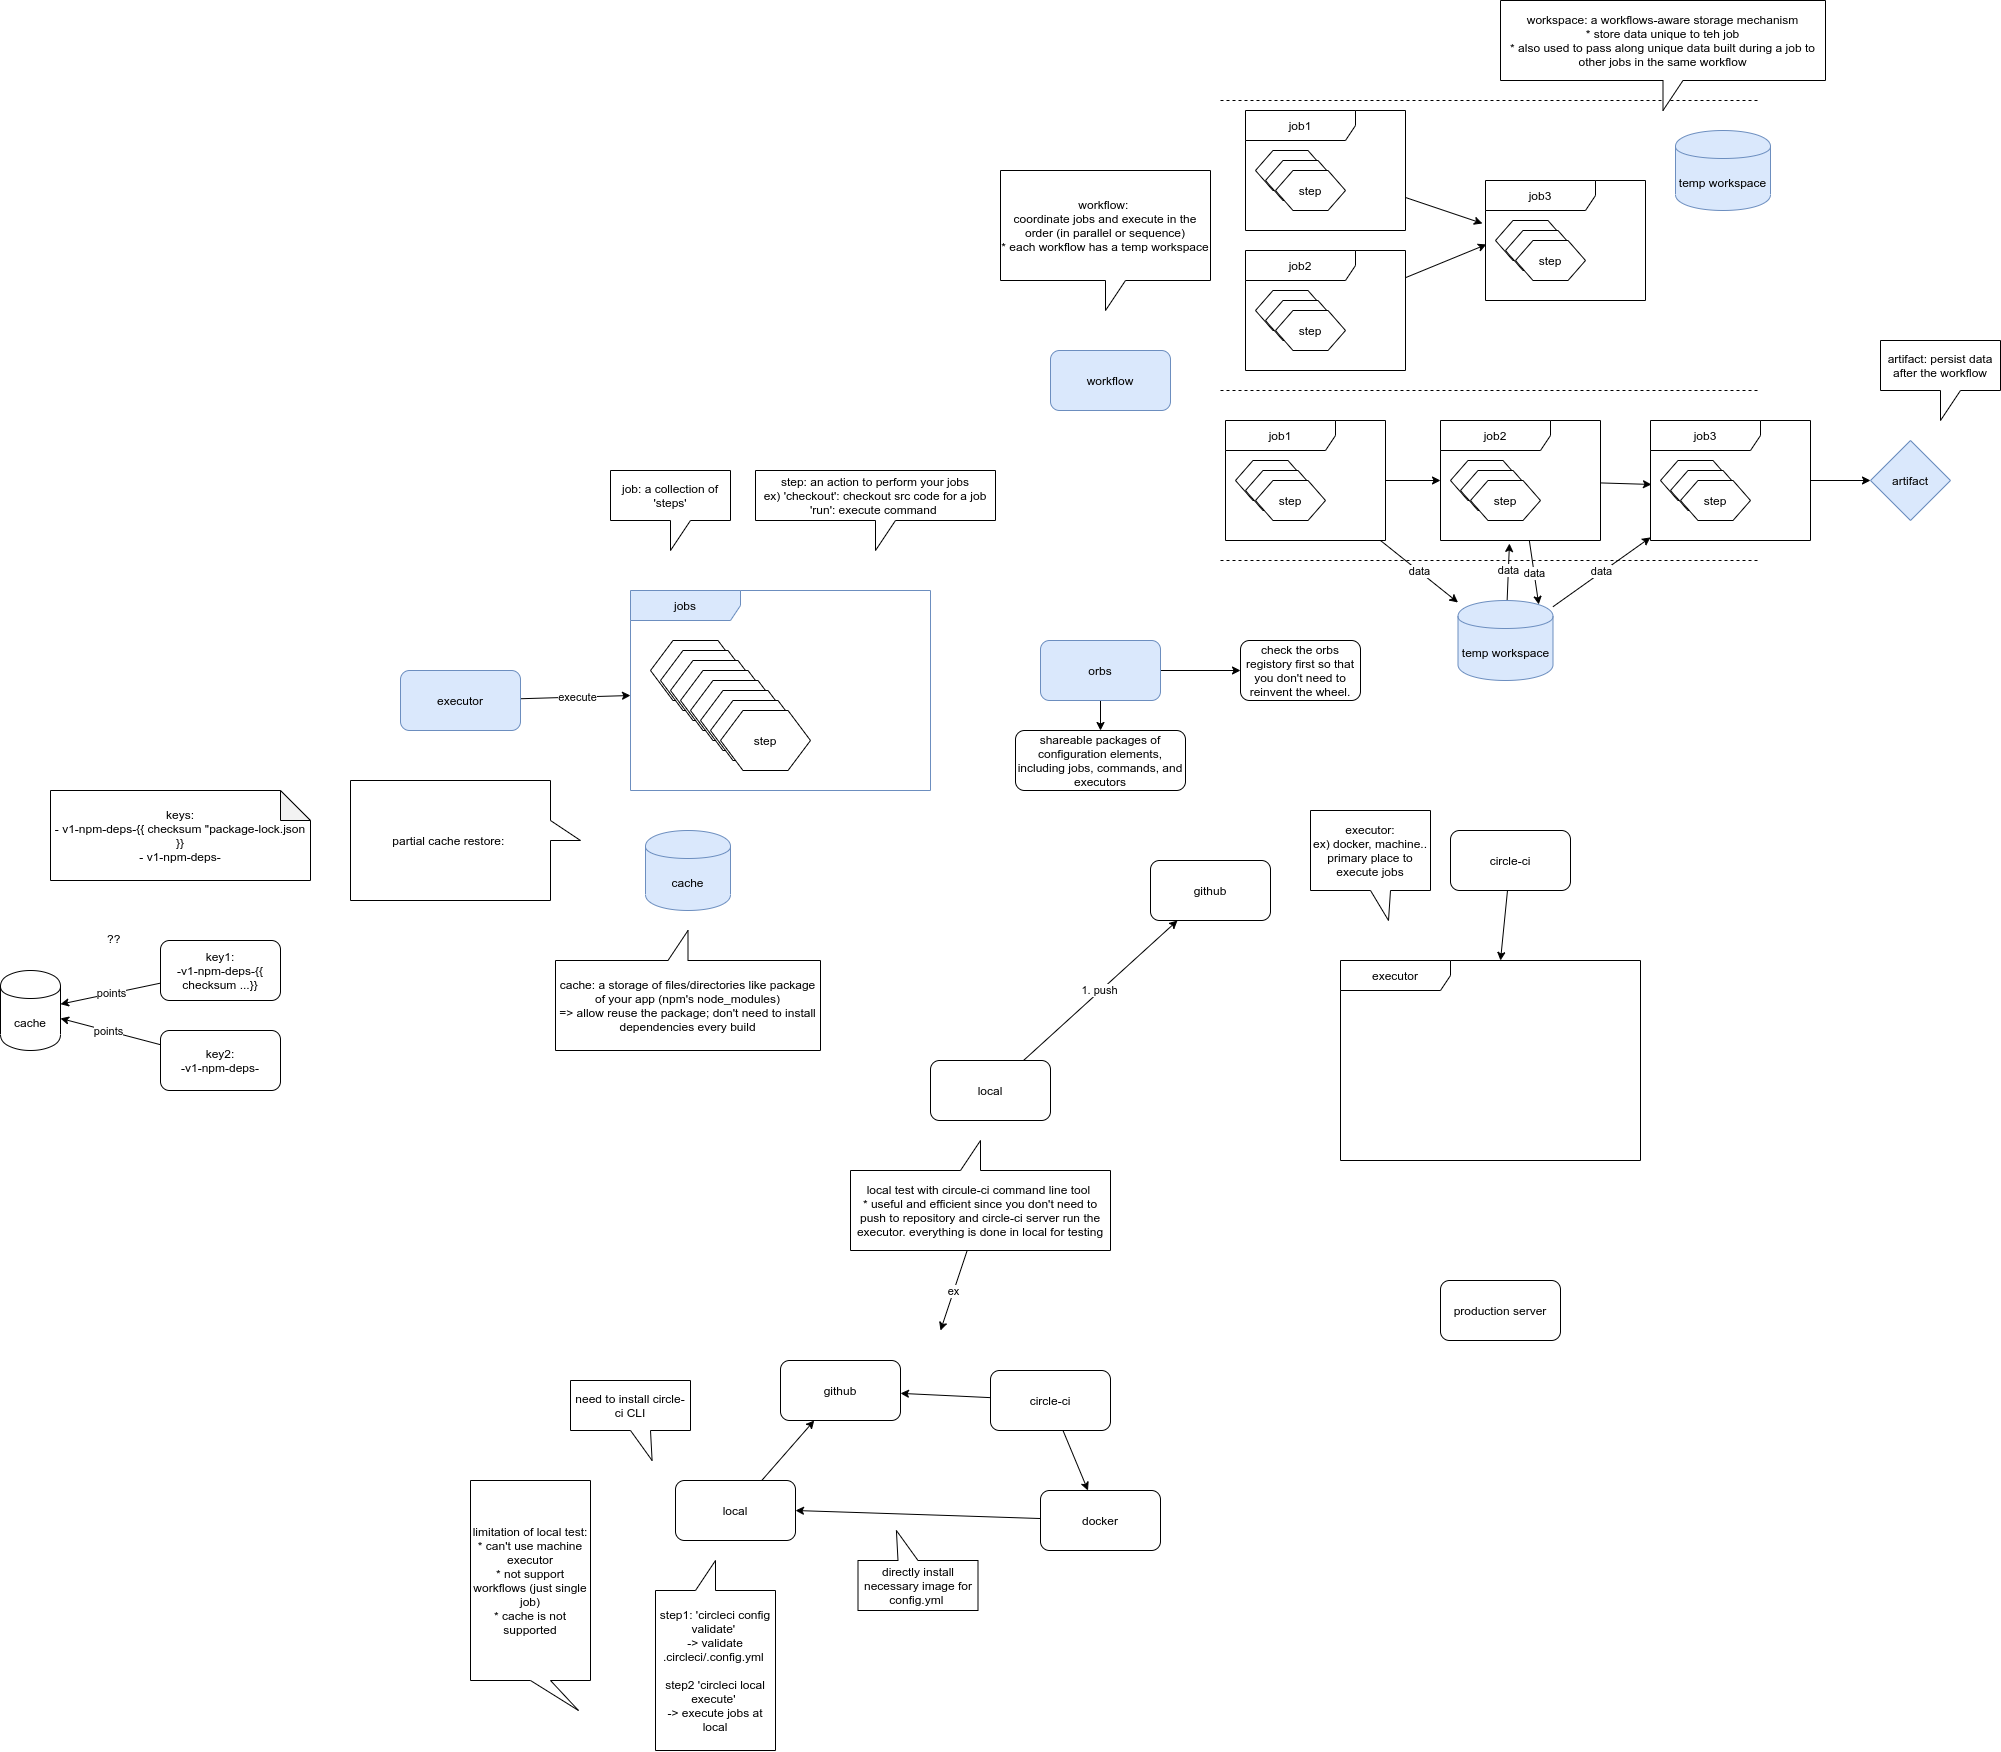 workspace: a workflows-aware storage mechanism
* store data unique to teh job
* also used to pass along unique data built during a job to
other jobs in the same workflow
job1
step
temp workspace
job3
step
workflow:
coordinate jobs and execute in the
order (in parallel or sequence)
* each workflow has a temp workspace
job2
step
workflow
artifact: persist data
after the workflow
job1
step
job2
step
job3
step
artifact
data
data
data
data
temp workspace
job: a collection of
'steps'
step: an action to perform your jobs
ex) 'checkout': checkout src code for a job
'run': execute command
jobs
step
executor
execute
orbs
check the orbs
registory first so that
you don't need to
reinvent the wheel.
shareable packages of
configuration elements,
including jobs, commands, and
executors
keys:
- v1-npm-deps-{{ checksum "package-lock.json
}}
- v1-npm-deps-
partial cache restore:
cache
cache: a storage of files/directories like package
of your app (npm's node_modules)
=> allow reuse the package; don't need to install
dependencies every build
??
key1:
-v1-npm-deps-{{
checksum ...}}
points
cache
points
key2:
-v1-npm-deps-
github
executor:
ex) docker, machine..
primary place to
execute jobs
circle-ci
executor
1. push
local
local test with circule-ci command line tool
* useful and efficient since you don't need to
push to repository and circle-ci server run the
executor. everything is done in local for testing
ex
production server
github
circle-ci
need to install circle-
ci CLI
local
docker
directly install
necessary image for
config.yml
limitation of local test:
* can't use machine
executor
* not support
workflows (just single
job)
* cache is not
supported
step1: 'circleci config
validate'
-> validate
.circleci/.config.yml
step2 'circleci local
execute'
-> execute jobs at
local